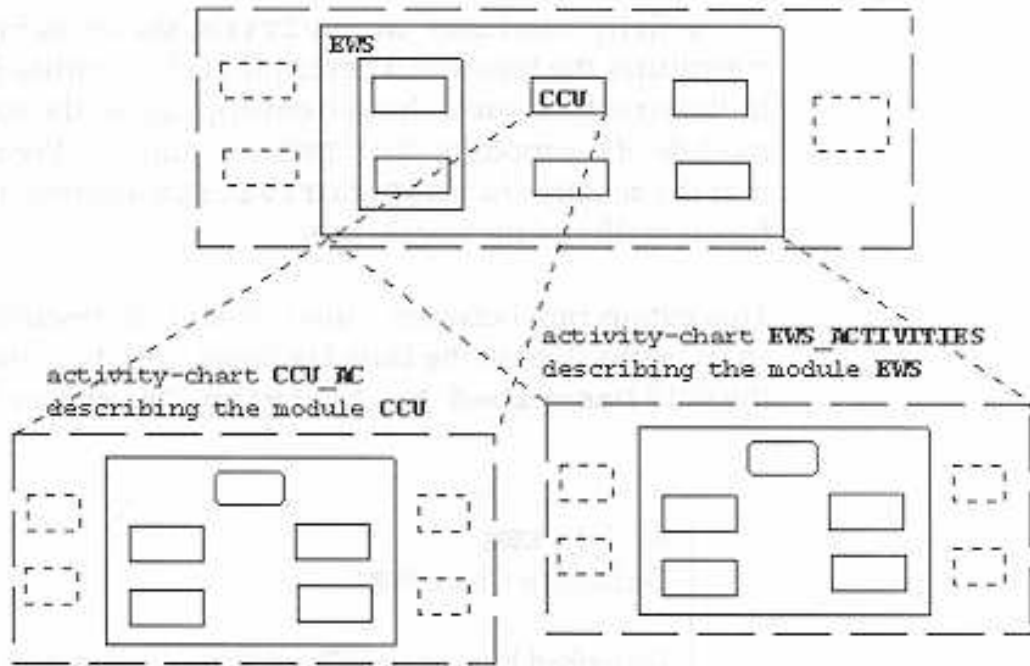 EWS
CCU
activity-chart EWS_ACTIVITIES
describing the module EWS
activity-chart CCU_AC
describing the module CCU